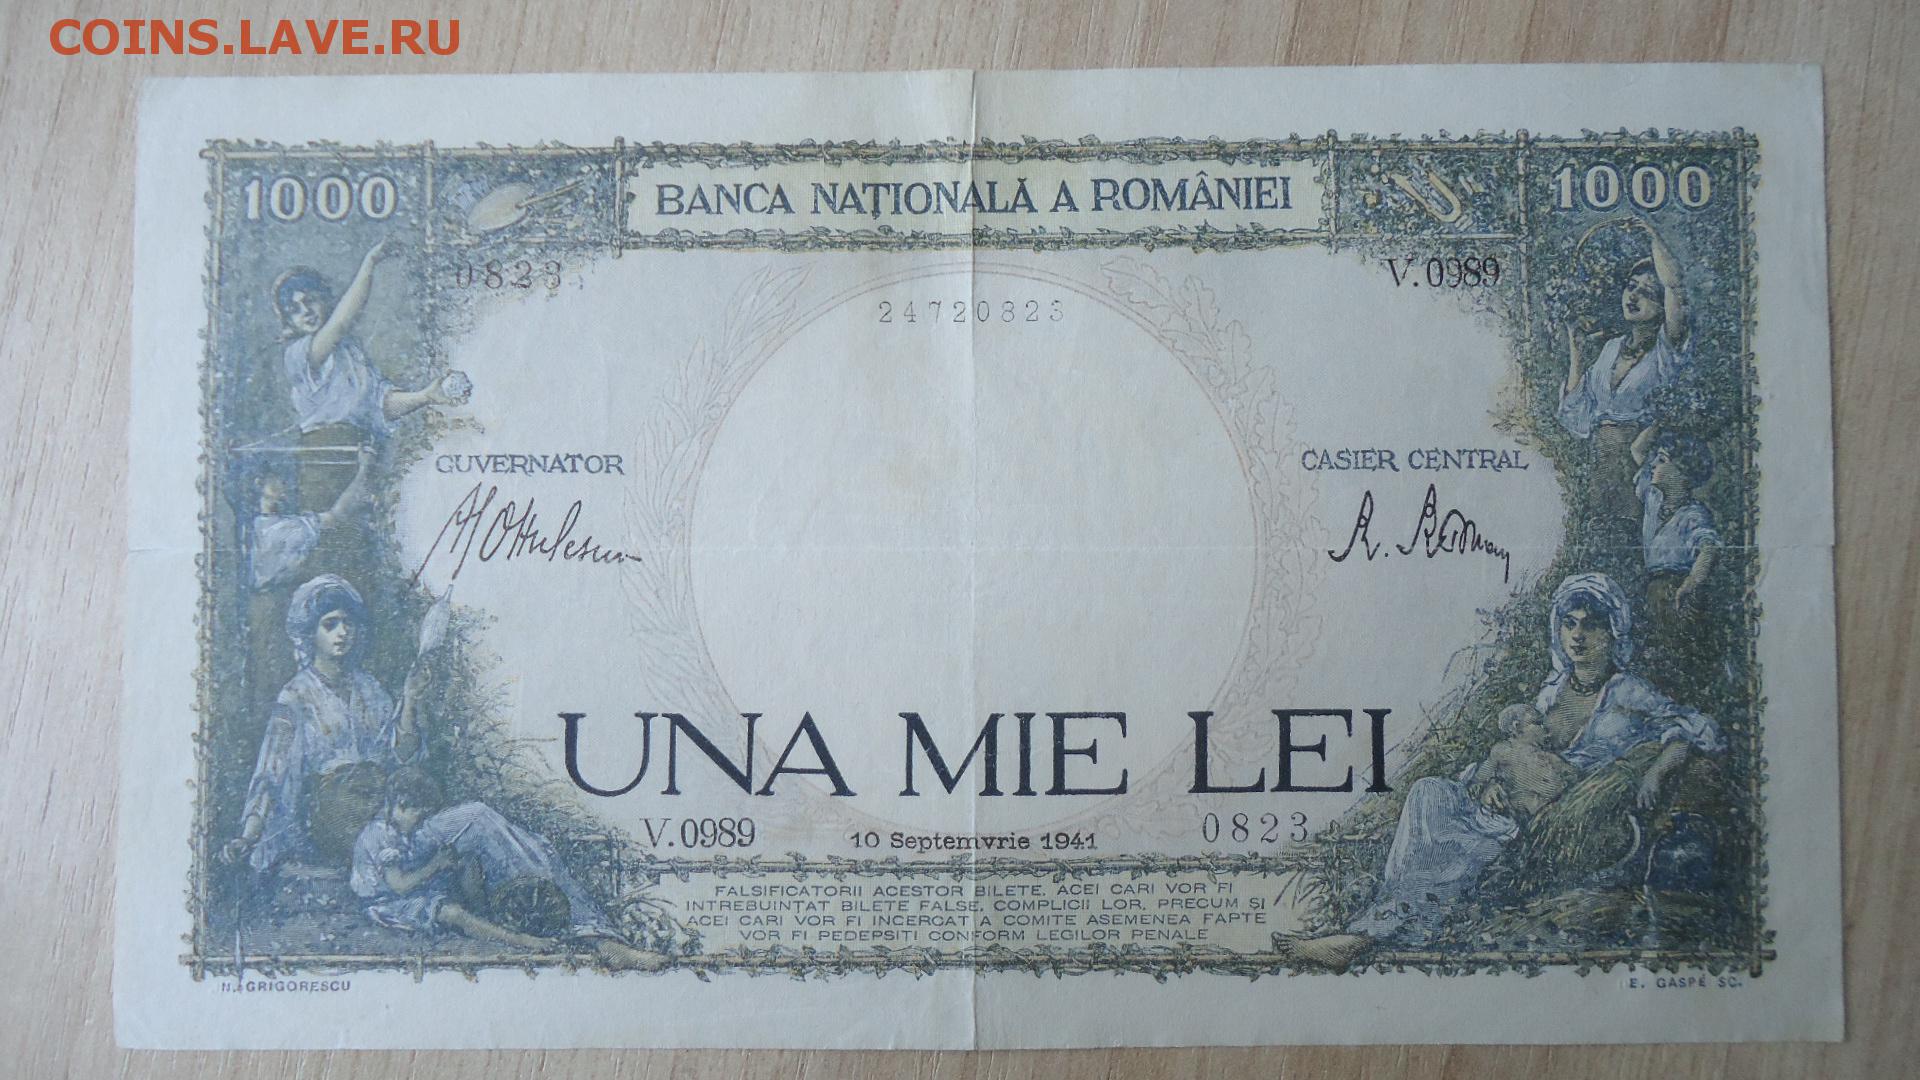 COINS.LAVE.RU
1000
BANCA NAȚIONALĂ A ROMÂNIEI
1000
0823
V.0989
24720823
GUVERNATOR
CASIER CENTRAL
UNA MIE LEI
V.0989
10 Septemvrie 1941
0823
FALSIFICATORII ACESTOR BILETE, ACEI CARI VOR FI
INTREBUINȚAT BILETE FALSE, COMPLICII LOR, PRECUM ȘI
ACEI CARI VOR FI INCERCAT A COMITE ASEMENEA FAPTE
VOR FI PEDEPSITI CONFORM LEGILOR PENALE
N. GRIGORESCU
E. GASPÉ SC.